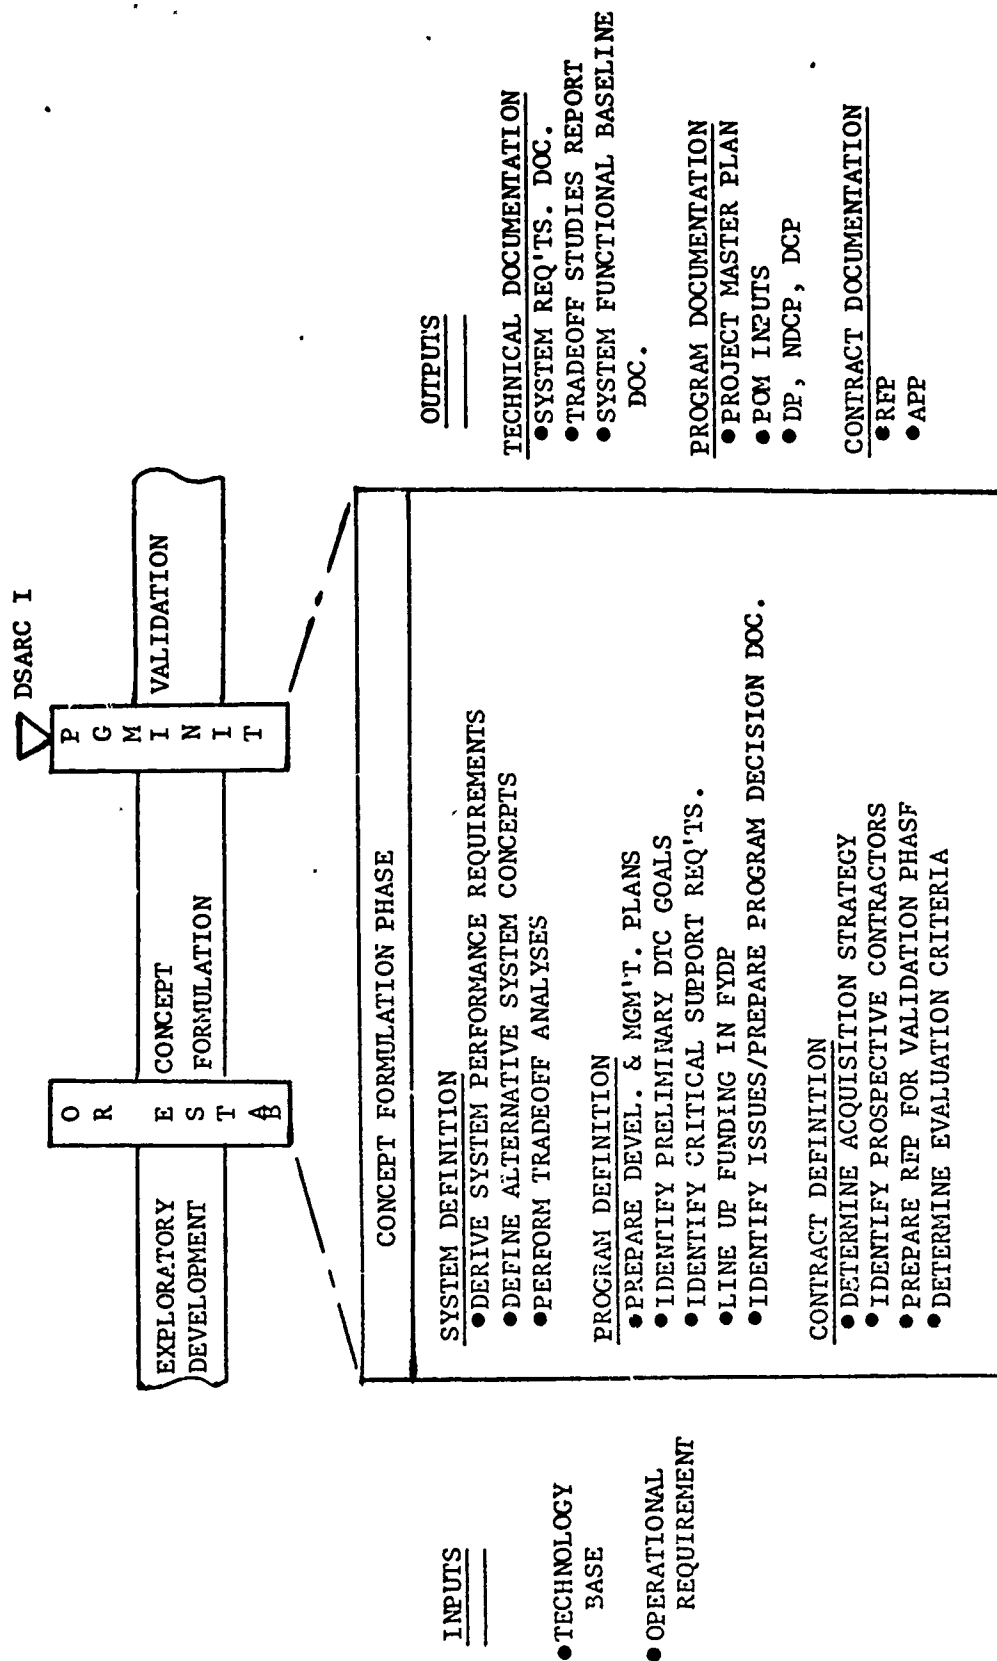 DSARC I
EXPLORATORY
DEVELOPMENT
OR ESTAB
CONCEPT
FORMULATION
PGM INIT
VALIDATION
CONCEPT FORMULATION PHASE
INPUTS
●TECHNOLOGY
BASE
●OPERATIONAL
REQUIREMENT
SYSTEM DEFINITION
●DERIVE SYSTEM PERFORMANCE REQUIREMENTS
●DEFINE ALTERNATIVE SYSTEM CONCEPTS
●PERFORM TRADEOFF ANALYSES
PROGRAM DEFINITION
●PREPARE DEVEL. & MGM'T. PLANS
●IDENTIFY PRELIMINARY DTC GOALS
●IDENTIFY CRITICAL SUPPORT REQ'TS.
●LINE UP FUNDING IN FYDP
●IDENTIFY ISSUES/PREPARE PROGRAM DECISION DOC.
CONTRACT DEFINITION
●DETERMINE ACQUISITION STRATEGY
●IDENTIFY PROSPECTIVE CONTRACTORS
●PREPARE RFP FOR VALIDATION PHASE
●DETERMINE EVALUATION CRITERIA
OUTPUTS
TECHNICAL DOCUMENTATION
●SYSTEM REQ'TS. DOC.
●TRADEOFF STUDIES REPORT
●SYSTEM FUNCTIONAL BASELINE
DOC.
PROGRAM DOCUMENTATION
●PROJECT MASTER PLAN
●POM INPUTS
●DP, NDCP, DCP
CONTRACT DOCUMENTATION
●RFP
●APP